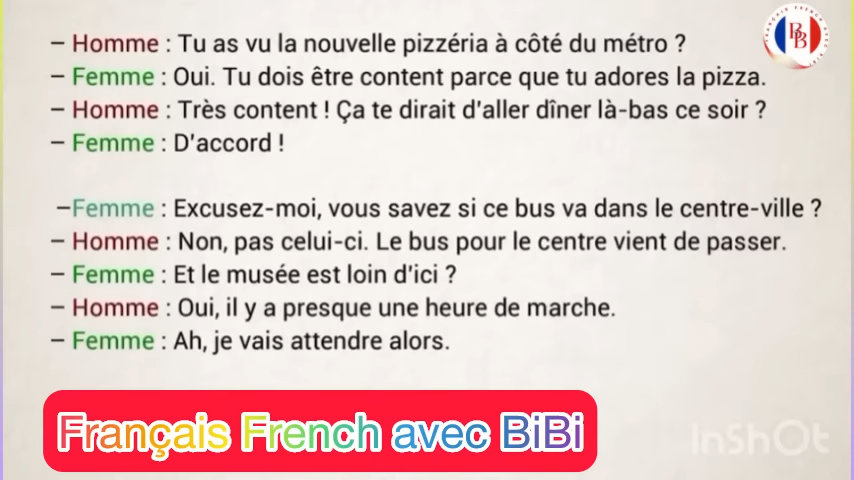 – Homme : Tu as vu la nouvelle pizzéria à côté du métro ?
– Femme : Oui. Tu dois être content parce que tu adores la pizza.
– Homme : Très content ! Ça te dirait d'aller dîner là-bas ce soir ?
– Femme : D'accord !
–Femme : Excusez-moi, vous savez si ce bus va dans le centre-ville ?
– Homme : Non, pas celui-ci. Le bus pour le centre vient de passer.
– Femme : Et le musée est loin d'ici ?
– Homme : Oui, il y a presque une heure de marche.
– Femme : Ah, je vais attendre alors.
Français French avec BiBi
InShOt